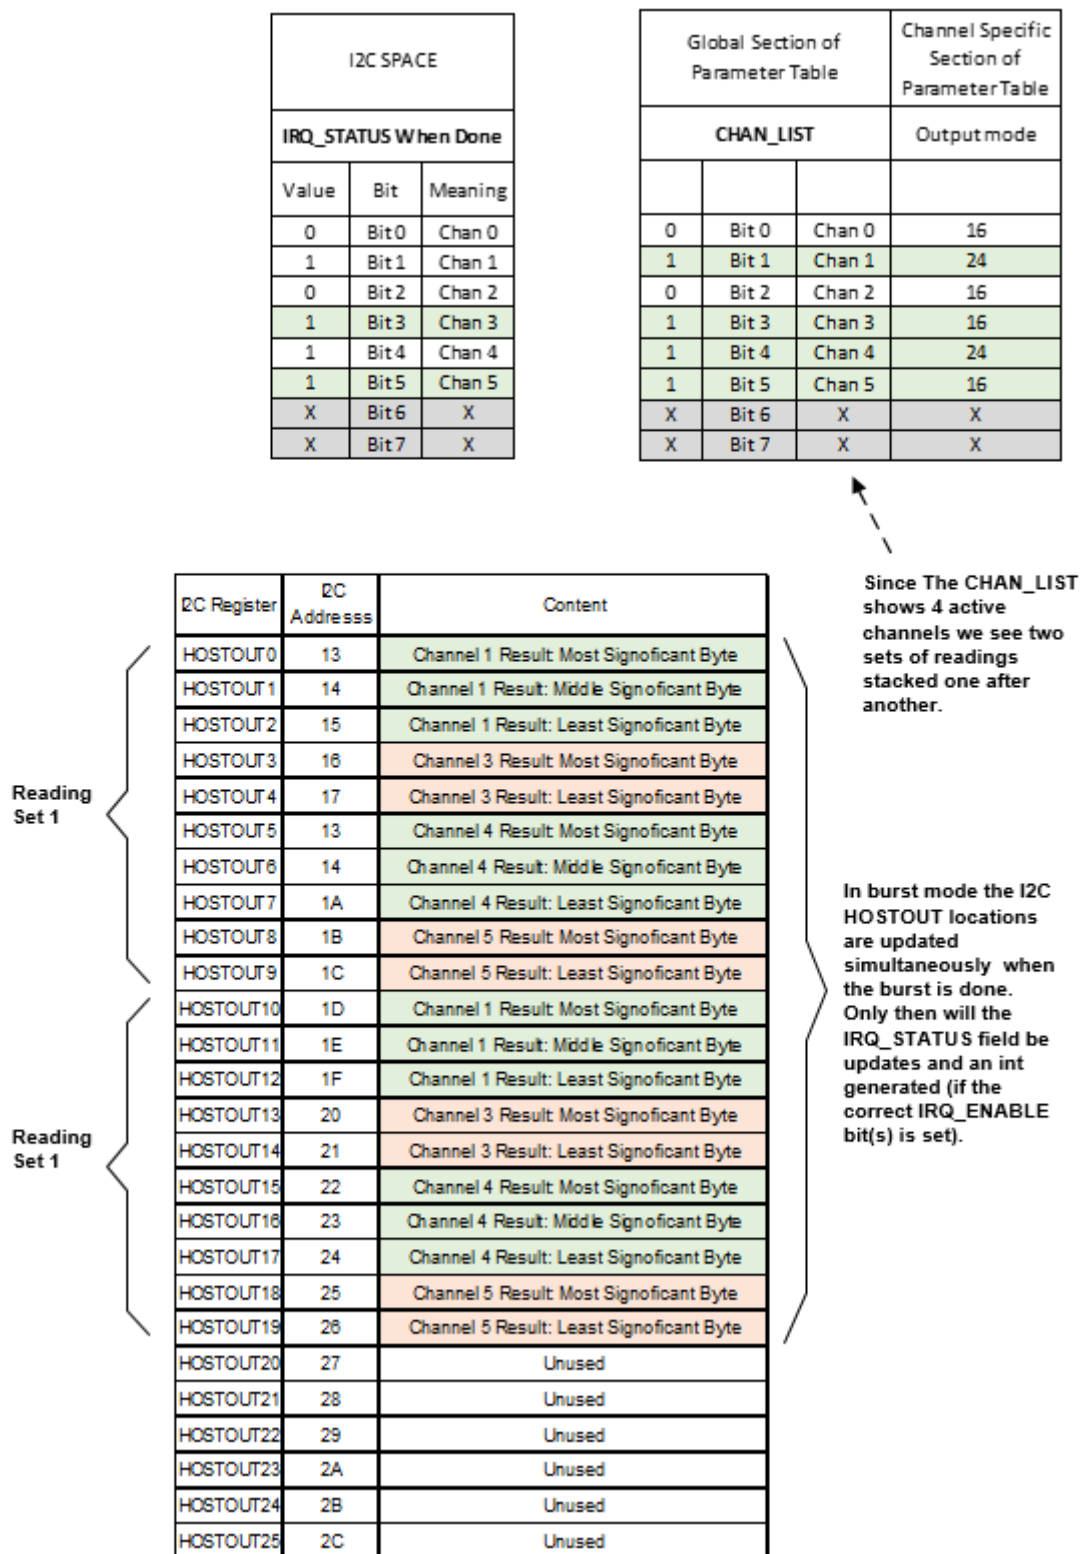 I2C SPACE
IRQ_STATUS When Done
Value Bit Meaning
0 Bit 0 Chan 0
1 Bit 1 Chan 1
0 Bit 2 Chan 2
1 Bit 3 Chan 3
1 Bit 4 Chan 4
1 Bit 5 Chan 5
X Bit 6 X
X Bit 7 X
Global Section of
Parameter Table
Channel Specific
Section of
Parameter Table
CHAN_LIST Output mode
0 Bit 0 Chan 0 16
1 Bit 1 Chan 1 24
0 Bit 2 Chan 2 16
1 Bit 3 Chan 3 16
1 Bit 4 Chan 4 24
1 Bit 5 Chan 5 16
X Bit 6 X X
X Bit 7 X X
Since The CHAN_LIST
shows 4 active
channels we see two
sets of readings
stacked one after
another.
I2C Register
I2C
Addresss
Content
HOSTOUT0 13 Channel 1 Result: Most Signoficant Byte
HOSTOUT1 14 Channel 1 Result: Middle Signoficant Byte
HOSTOUT2 15 Channel 1 Result: Least Signoficant Byte
HOSTOUT3 16 Channel 3 Result: Most Signoficant Byte
HOSTOUT4 17 Channel 3 Result: Least Signoficant Byte
HOSTOUT5 13 Channel 4 Result: Most Signoficant Byte
HOSTOUT6 14 Channel 4 Result: Middle Signoficant Byte
HOSTOUT7 1A Channel 4 Result: Least Signoficant Byte
HOSTOUT8 1B Channel 5 Result: Most Signoficant Byte
HOSTOUT9 1C Channel 5 Result: Least Signoficant Byte
HOSTOUT10 1D Channel 1 Result: Most Signoficant Byte
HOSTOUT11 1E Channel 1 Result: Middle Signoficant Byte
HOSTOUT12 1F Channel 1 Result: Least Signoficant Byte
HOSTOUT13 20 Channel 3 Result: Most Signoficant Byte
HOSTOUT14 21 Channel 3 Result: Least Signoficant Byte
HOSTOUT15 22 Channel 4 Result: Most Signoficant Byte
HOSTOUT16 23 Channel 4 Result: Middle Signoficant Byte
HOSTOUT17 24 Channel 4 Result: Least Signoficant Byte
HOSTOUT18 25 Channel 5 Result: Most Signoficant Byte
HOSTOUT19 26 Channel 5 Result: Least Signoficant Byte
HOSTOUT20 27 Unused
HOSTOUT21 28 Unused
HOSTOUT22 29 Unused
HOSTOUT23 2A Unused
HOSTOUT24 2B Unused
HOSTOUT25 2C Unused
Reading
Set 1
Reading
Set 1
In burst mode the I2C
HOSTOUT locations
are updated
simultaneously when
the burst is done.
Only then will the
IRQ_STATUS field be
updates and an int
generated (if the
correct IRQ_ENABLE
bit(s) is set).